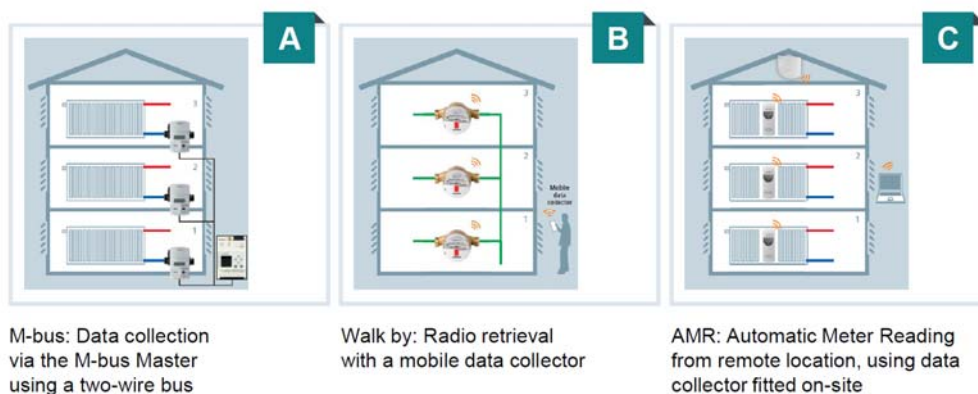 A
B
C
3
2
1
3
2
1
Mobile
data
collector
3
2
1
M-bus: Data collection
via the M-bus Master
using a two-wire bus
Walk by: Radio retrieval
with a mobile data collector
AMR: Automatic Meter Reading
from remote location, using data
collector fitted on-site